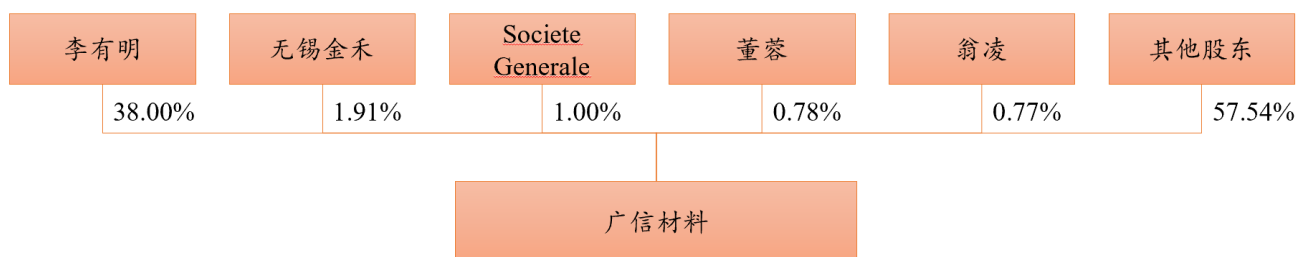 李有明
无锡金禾
Societe
Generale
董蓉
翁凌
其他股东
38.00%
1.91%
1.00%
0.78%
0.77%
57.54%
广信材料